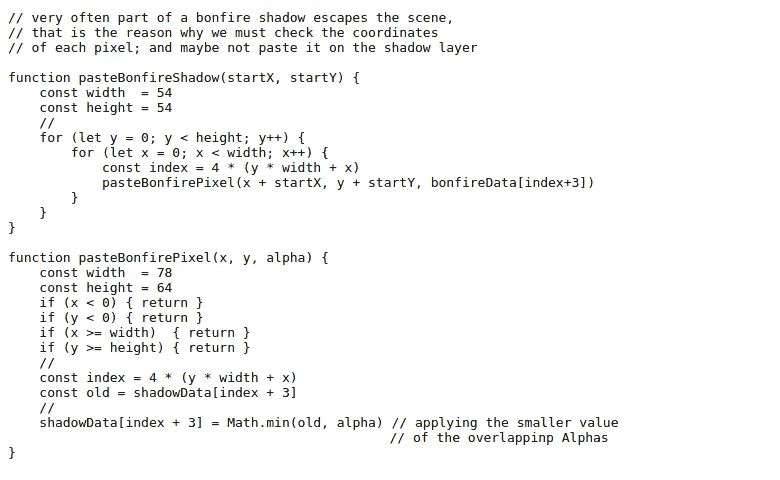 // very often part of a bonfire shadow escapes the scene,
// that is the reason why we must check the coordinates
// of each pixel; and maybe not paste it on the shadow layer

function pasteBonfireShadow(startX, startY) {
    const width  = 54
    const height = 54
    //
    for (let y = 0; y < height; y++) {
        for (let x = 0; x < width; x++) {
            const index = 4 * (y * width + x)
            pasteBonfirePixel(x + startX, y + startY, bonfireData[index+3])
        }
    }
}

function pasteBonfirePixel(x, y, alpha) {
    const width  = 78
    const height = 64
    if (x < 0) { return }
    if (y < 0) { return }
    if (x >= width)  { return }
    if (y >= height) { return }
    //
    const index = 4 * (y * width + x)
    const old = shadowData[index + 3]
    //
    shadowData[index + 3] = Math.min(old, alpha) // applying the smaller value
                                                 // of the overlappinp Alphas
}